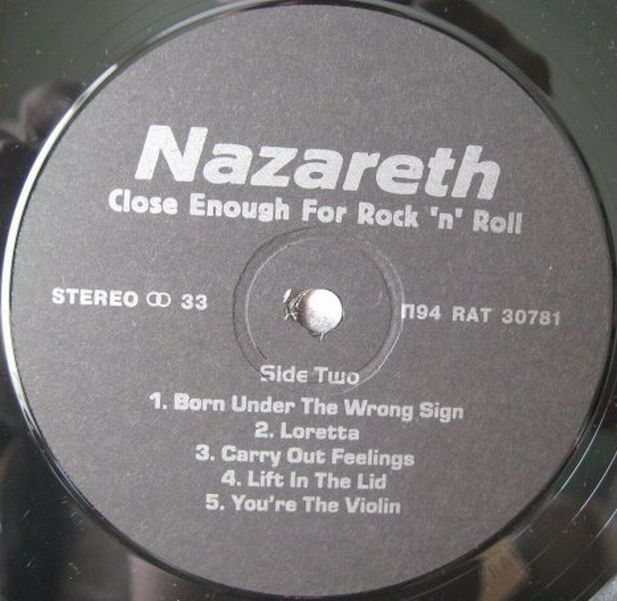 Nazareth
Close Enough For Rock 'n' Roll
STEREO ꝏ 33
П94 RAT 30781
Side Two
1. Born Under The Wrong Sign
2. Loretta
3. Carry Out Feelings
4. Lift In The Lid
5. You're The Violin